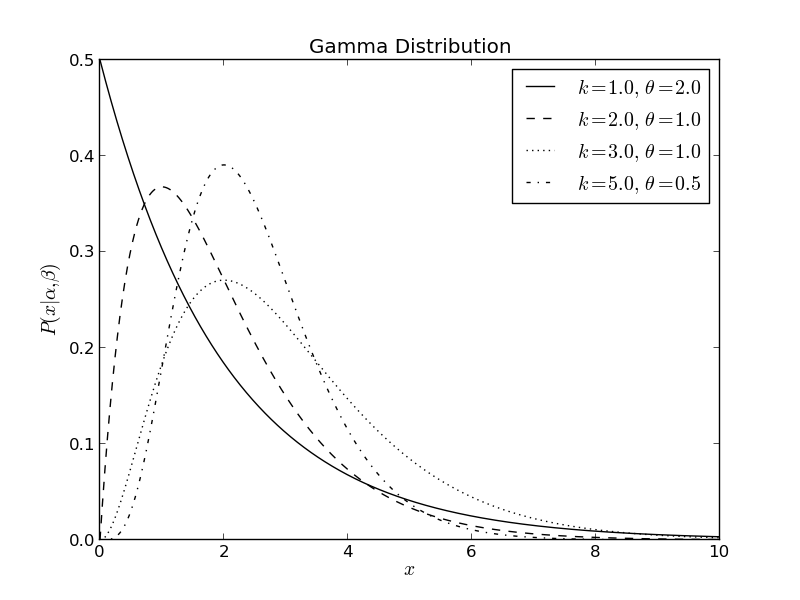 Gamma Distribution
k=1.0, θ=2.0
k=2.0, θ=1.0
k=3.0, θ=1.0
k=5.0, θ=0.5
P(x|α,β)
0.5
0.4
0.3
0.2
0.1
0.0
0 2 4 6 8 10
x